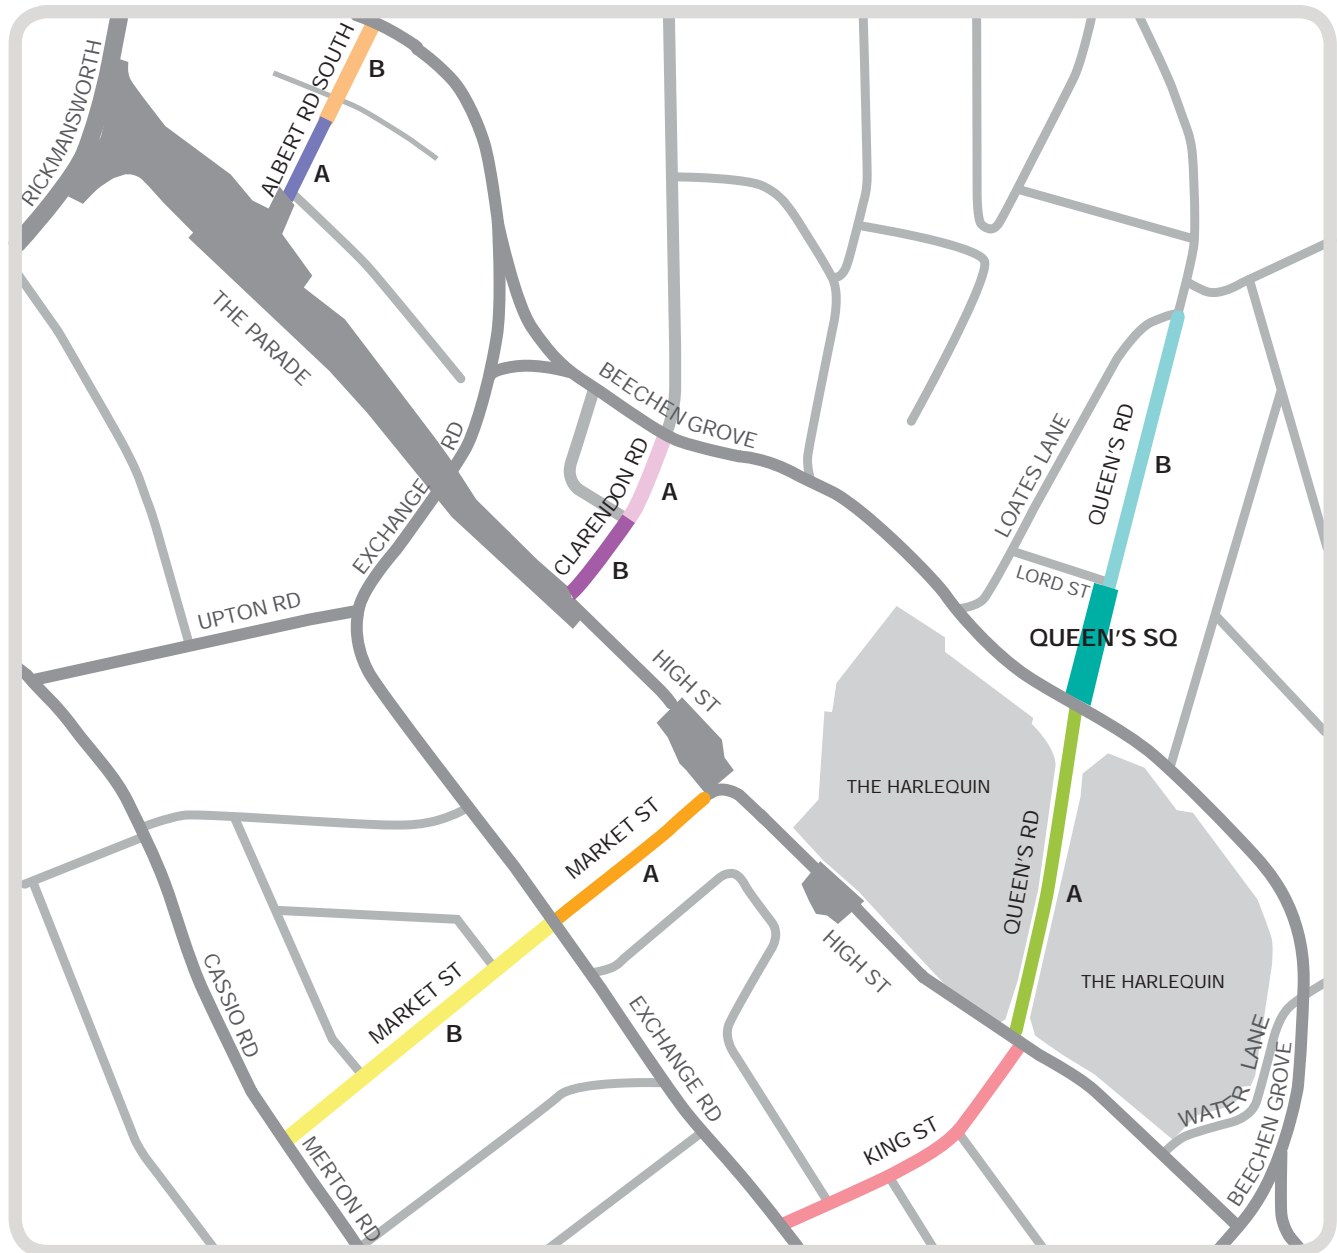 RICKMANSWORTH
ALBERT RD SOUTH
B
A
THE PARADE
BEECHEN GROVE
EXCHANGE RD
CLARENDON RD
A
B
LOATES LANE
QUEEN'S RD
B
LORD ST
UPTON RD
QUEEN'S SQ
HIGH ST
THE HARLEQUIN
MARKET ST
A
QUEEN'S RD
A
HIGH ST
THE HARLEQUIN
CASSIO RD
MARKET ST
B
EXCHANGE RD
WATER LANE
BEECHEN GROVE
KING ST
MERTON RD